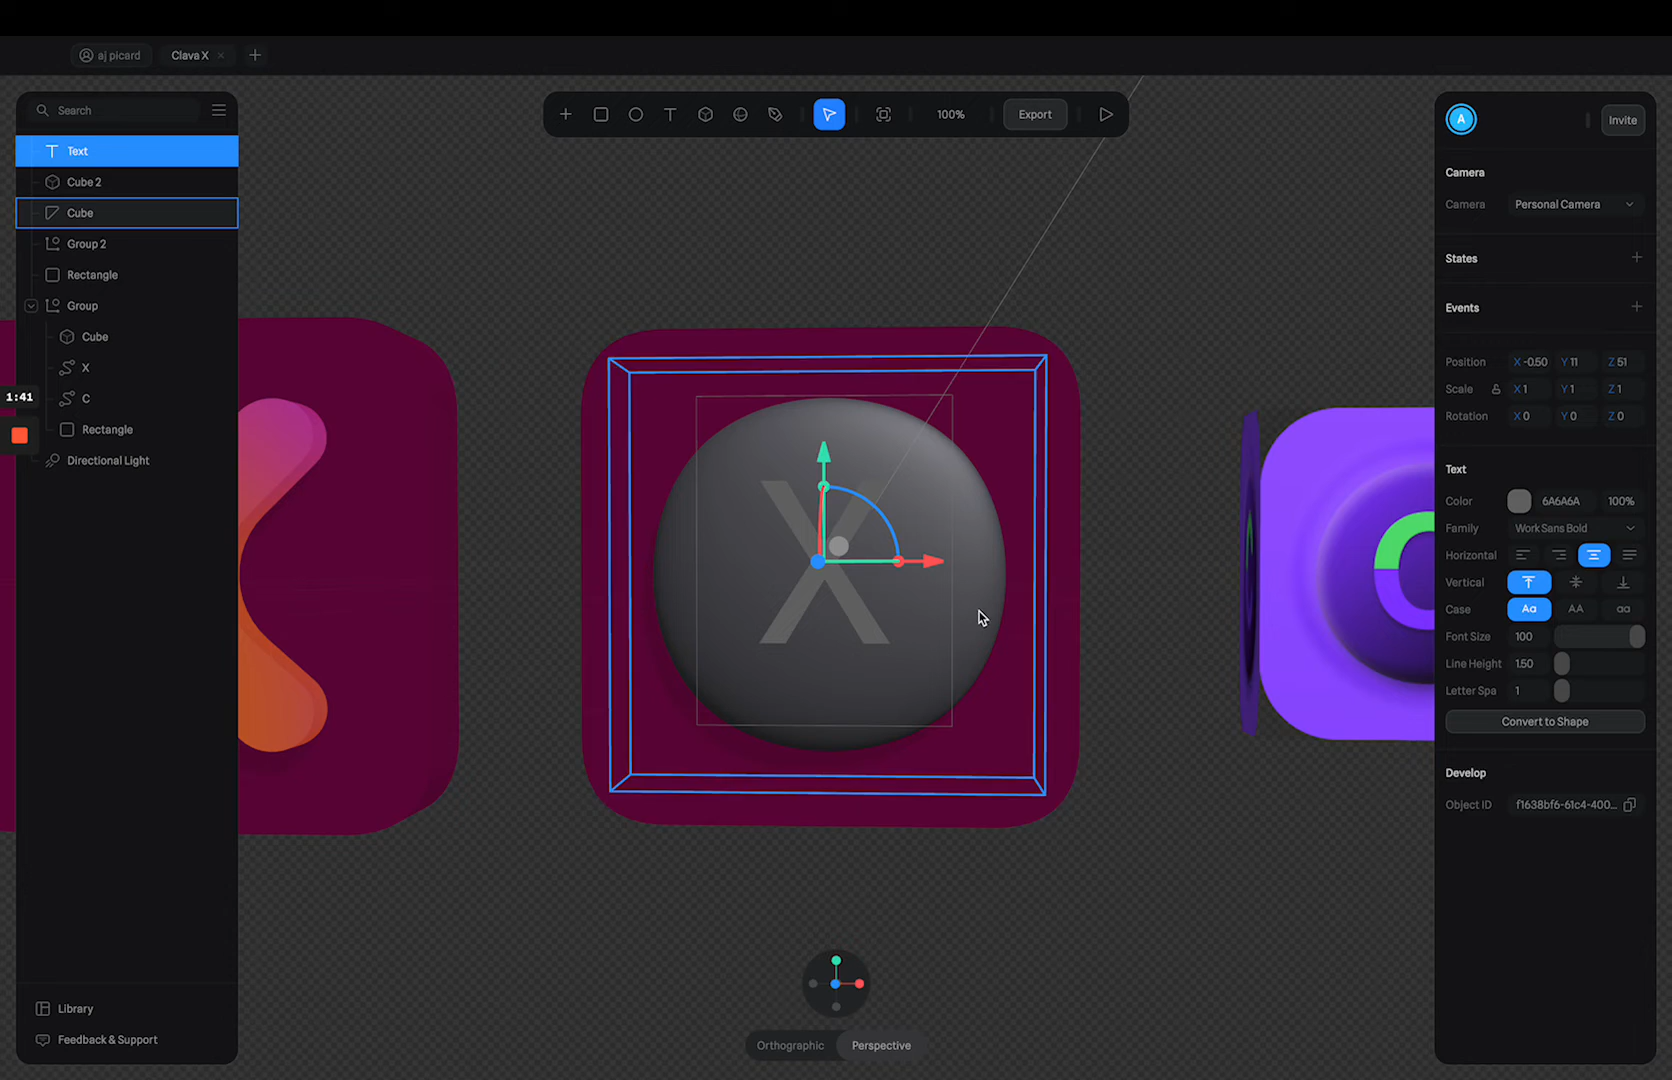 aj picard
Clava X
Search
Text
Cube 2
Cube
Group 2
Rectangle
Group
Cube
X
C
Rectangle
Directional Light
1:41
Library
Feedback & Support
T
100%
Export
X
Orthographic
Perspective
A
Invite
Camera
Camera
Personal Camera
States
Events
Position X -0.50 Y 11 Z 51
Scale X 1 Y 1 Z 1
Rotation X 0 Y 0 Z 0
Text
Color 6A6A6A 100%
Family Work Sans Bold
Horizontal
Vertical
Case Aa AA aa
Font Size 100
Line Height 1.50
Letter Spa 1
Convert to Shape
Develop
Object ID f1638bf6-61c4-400...